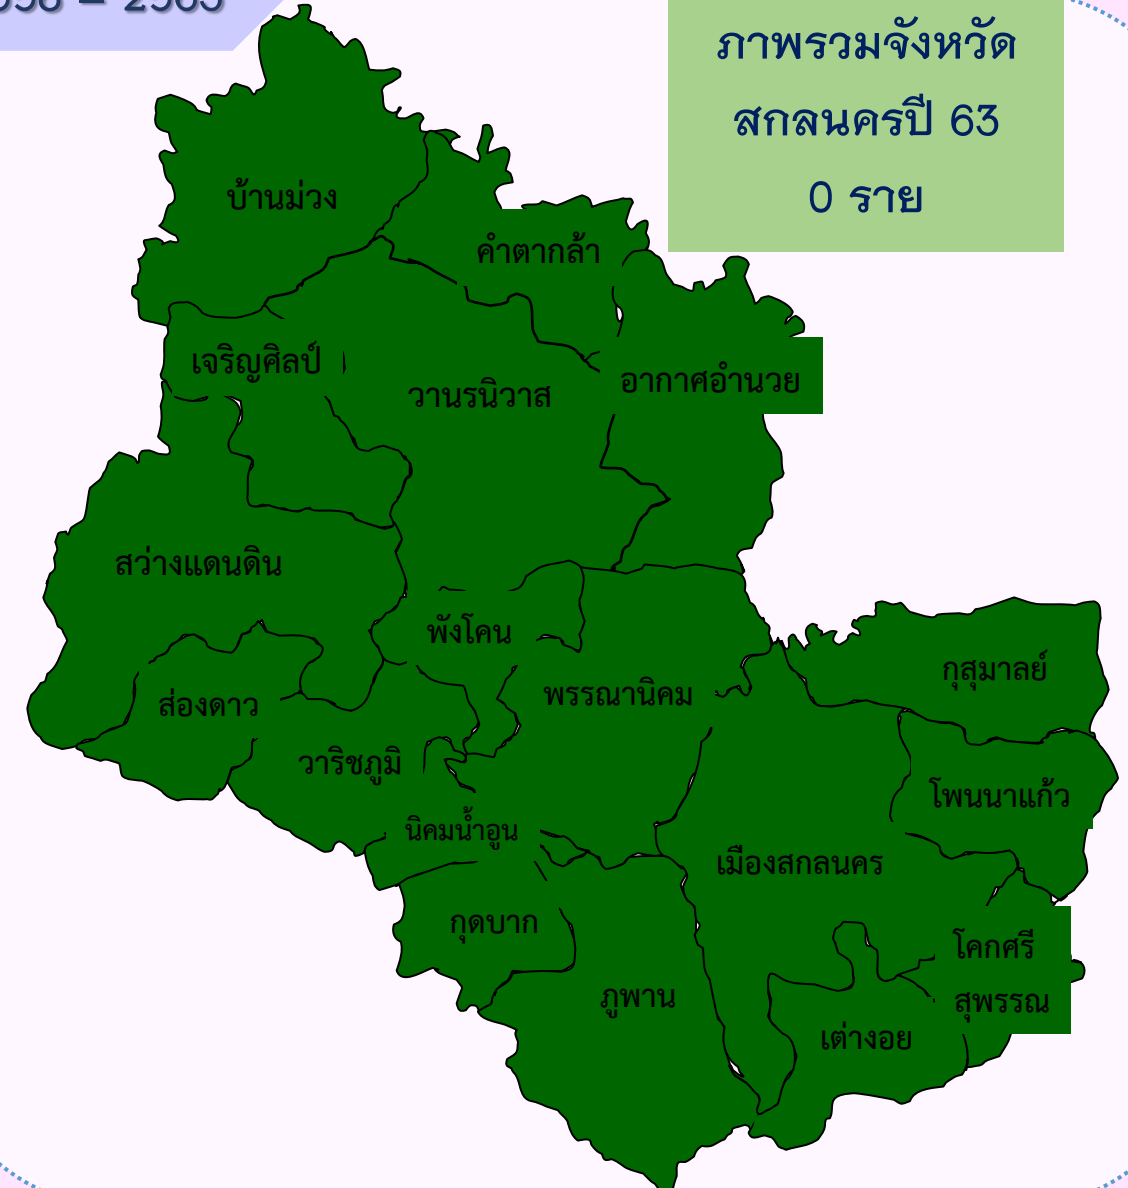 ภาพรวมจังหวัด
สกลนครปี 63
0 ราย
บ้านม่วง
คำตากล้า
เจริญศิลป์
วานรนิวาส
อากาศอำนวย
สว่างแดนดิน
พังโคน
กุสุมาลย์
ส่องดาว
พรรณานิคม
วาริชภูมิ
โพนนาแก้ว
นิคมน้ำอูน
เมืองสกลนคร
กุดบาก
โคกศรี
สุพรรณ
ภูพาน
เต่างอย